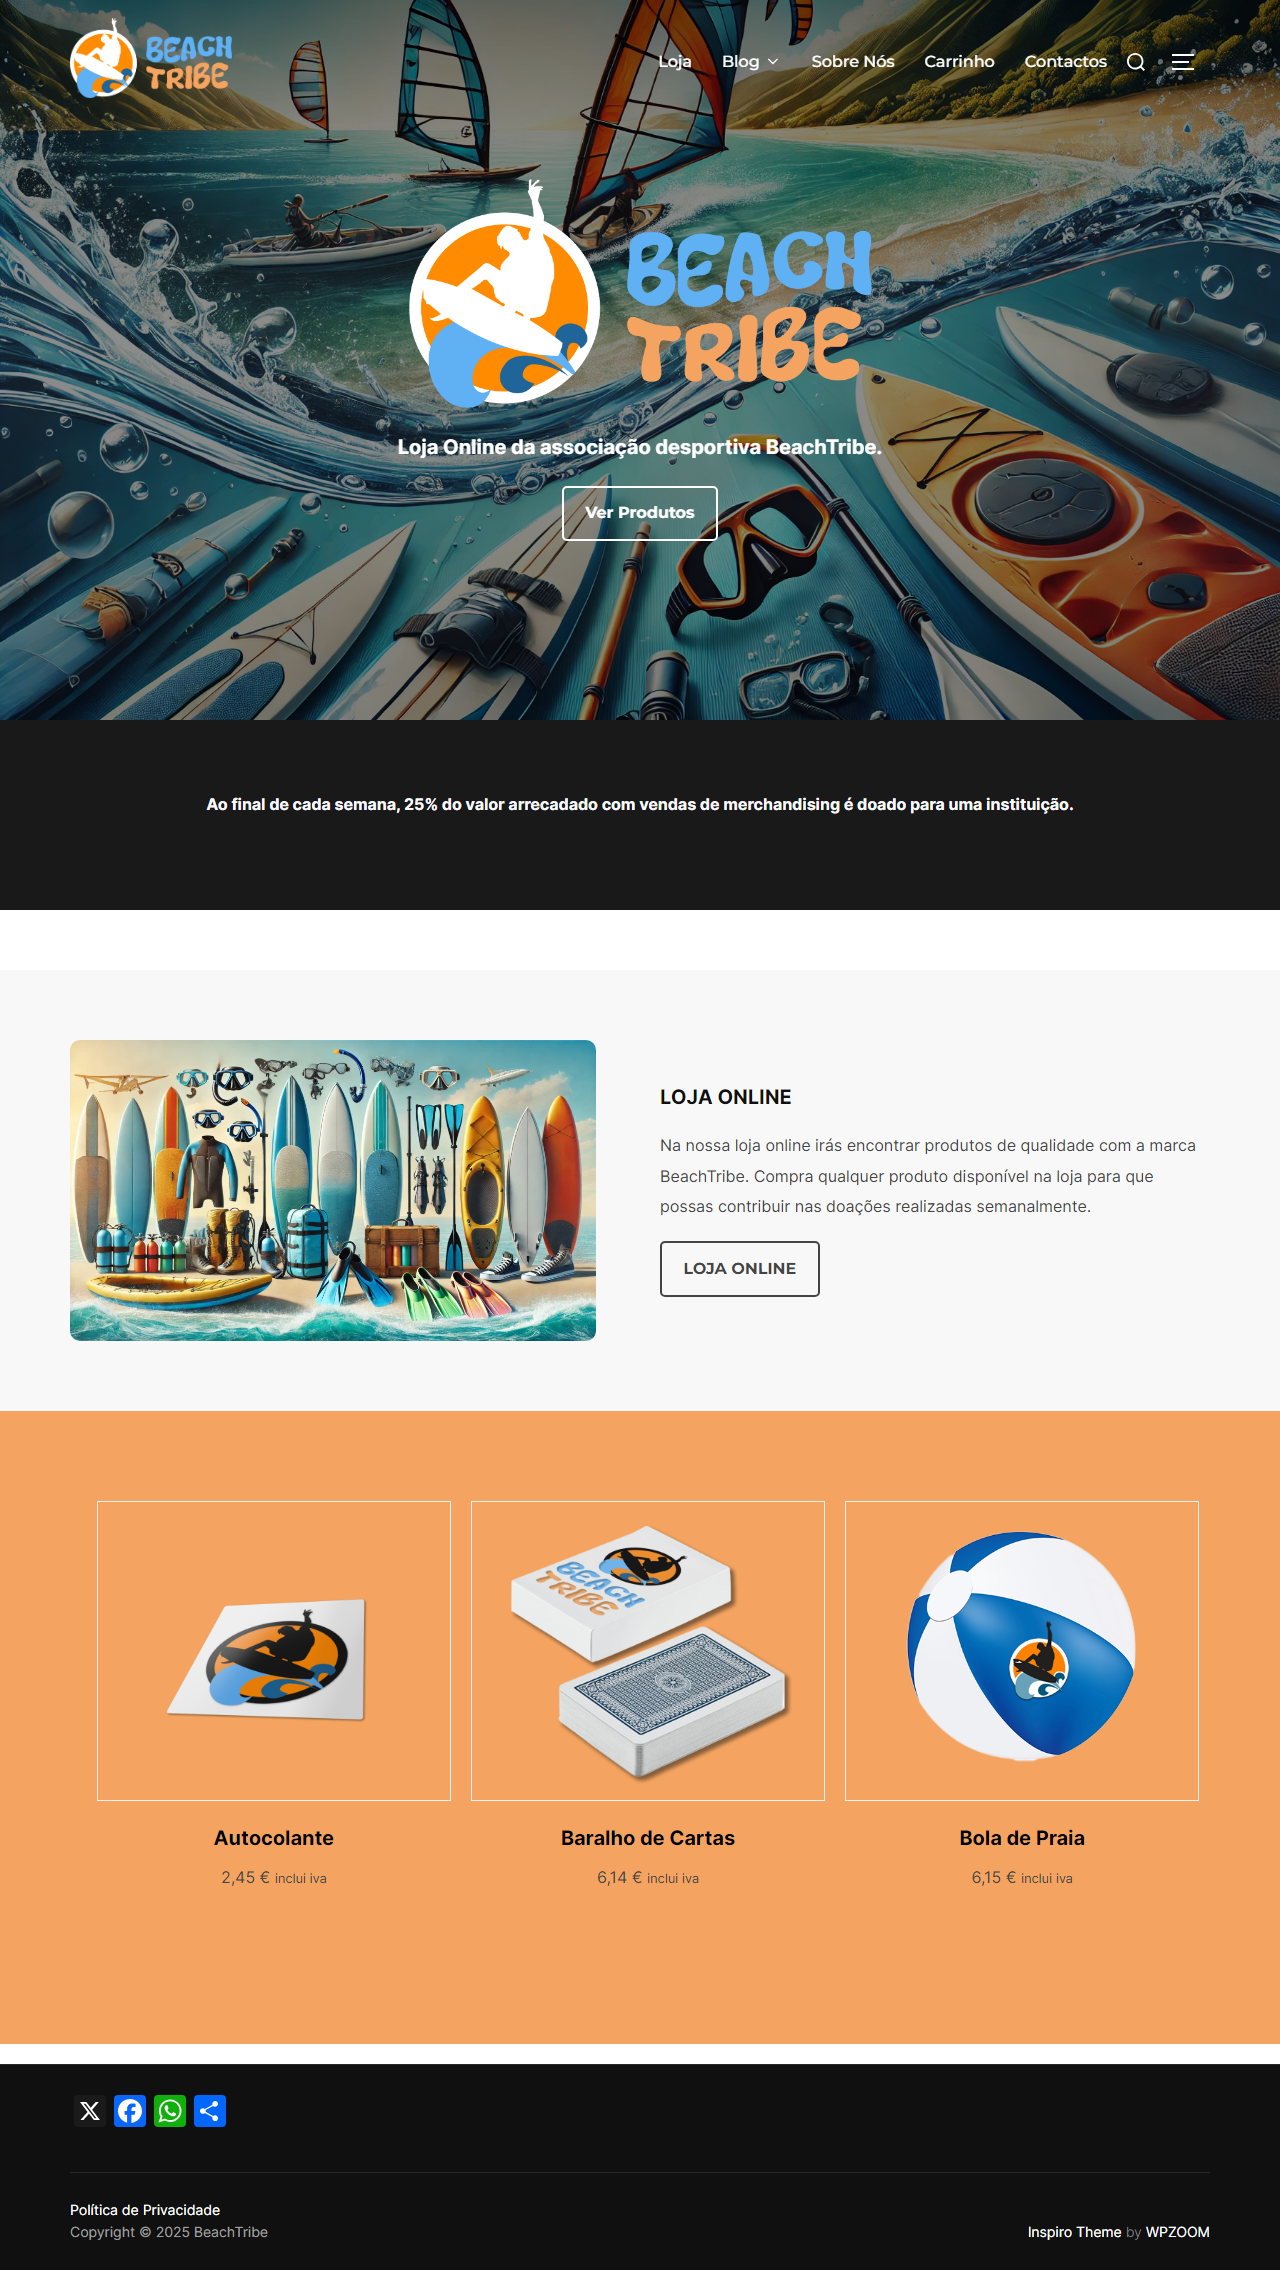 BEACH
TRIBE
Loja Blog Sobre Nós Carrinho Contactos
BEACH
TRIBE
Loja Online da associação desportiva BeachTribe.
Ver Produtos
Ao final de cada semana, 25% do valor arrecadado com vendas de merchandising é doado para uma instituição.
LOJA ONLINE
Na nossa loja online irás encontrar produtos de qualidade com a marca
BeachTribe. Compra qualquer produto disponível na loja para que
possas contribuir nas doações realizadas semanalmente.
LOJA ONLINE
BEACH
TRIBE
Autocolante
2,45 € inclui iva
Baralho de Cartas
6,14 € inclui iva
Bola de Praia
6,15 € inclui iva
Política de Privacidade
Copyright © 2025 BeachTribe
Inspiro Theme by WPZOOM